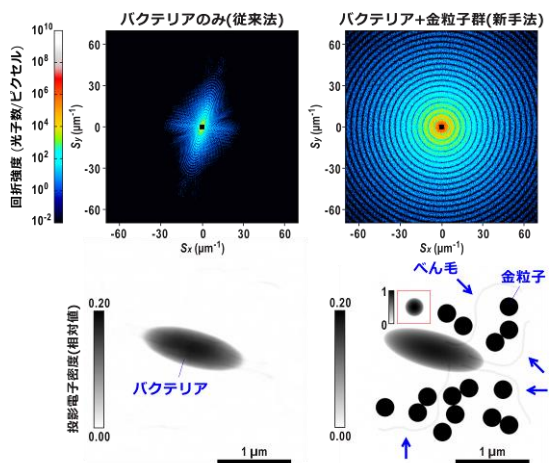 バクテリアのみ(従来法)
バクテリア+金粒子群(新手法)
回折強度 (光子数/ピクセル)
10^10
10^8
10^6
10^4
10^2
10^0
10^-2
Sy (μm^-1)
60
30
0
-30
-60
-60 -30 0 30 60
Sx (μm^-1)
Sy (μm^-1)
60
30
0
-30
-60
-60 -30 0 30 60
Sx (μm^-1)
投影電子密度(相対値)
0.20
0.00
バクテリア
1 μm
0.20
0.00
1
0
べん毛
金粒子
1 μm